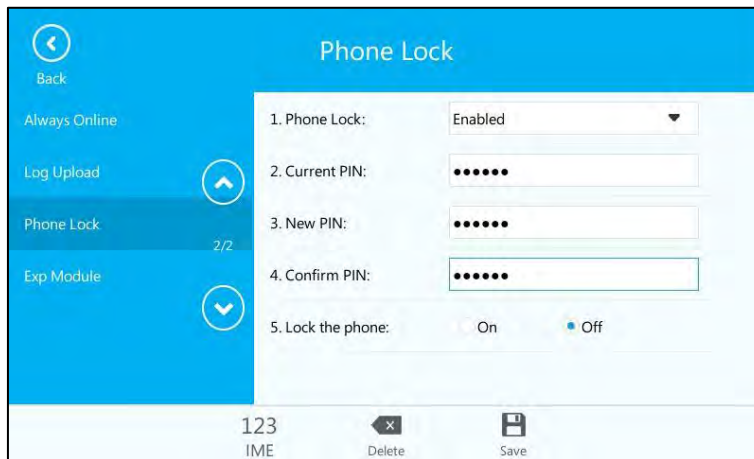 Phone Lock
Back
Always Online
Log Upload
Phone Lock
2/2
Exp Module
1. Phone Lock: Enabled
2. Current PIN: ••••••
3. New PIN: ••••••
4. Confirm PIN: ••••••
5. Lock the phone: On Off
123
IME
Delete
Save